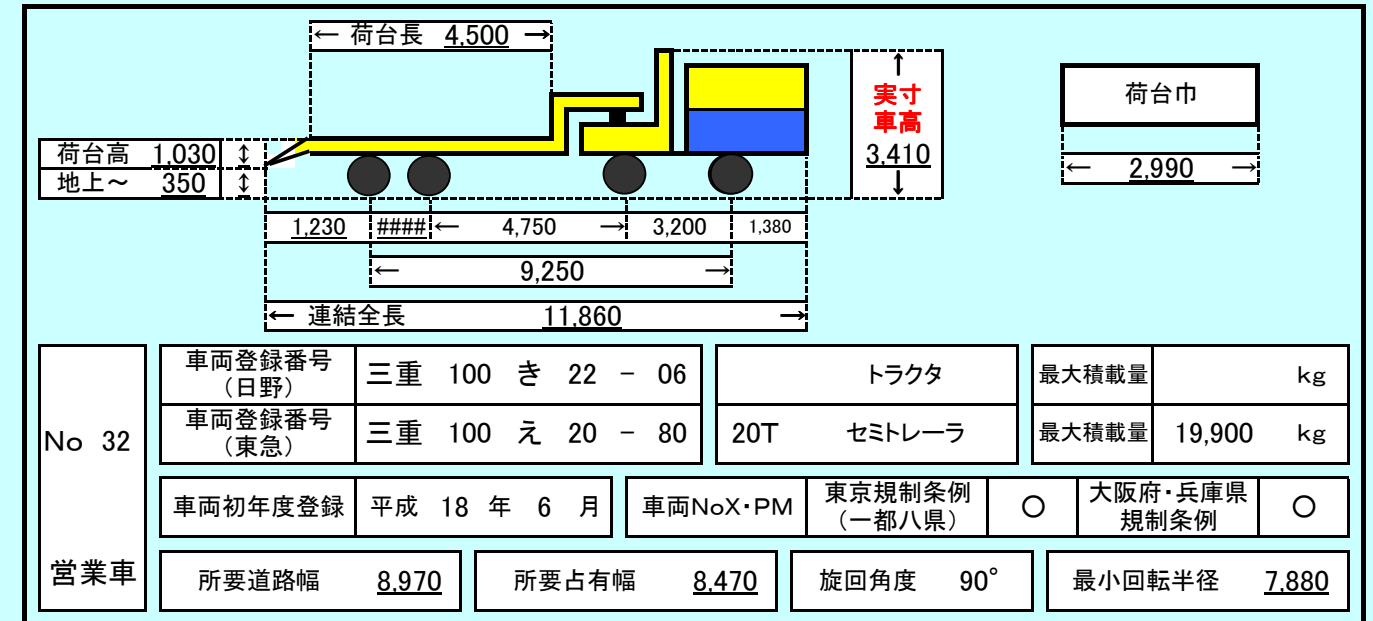 ← 荷台長 4,500 →
↑
実寸
車高
3,410
↓
荷台巾
← 2,990 →
荷台高 1,030 ↕
地上～ 350 ↕
1,230 #### ← 4,750 → 3,200 1,380
← 9,250 →
← 連結全長 11,860 →
No 32
営業車
車両登録番号
（日野）
三重 100 き 22 － 06
トラクタ
最大積載量 kg
車両登録番号
（東急）
三重 100 え 20 － 80
20T セミトレーラ
最大積載量 19,900 kg
車両初年度登録 平成 18 年 6 月
車両NoX・PM
東京規制条例
（一都八県）
○
大阪府・兵庫県
規制条例
○
所要道路幅 8,970
所要占有幅 8,470
旋回角度 90°
最小回転半径 7,880